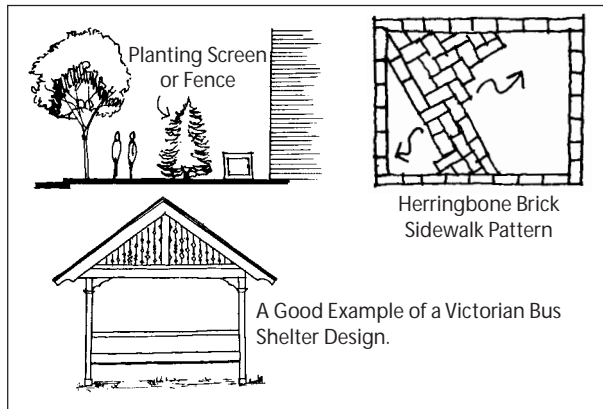 Planting Screen
or Fence
Herringbone Brick
Sidewalk Pattern
A Good Example of a Victorian Bus
Shelter Design.